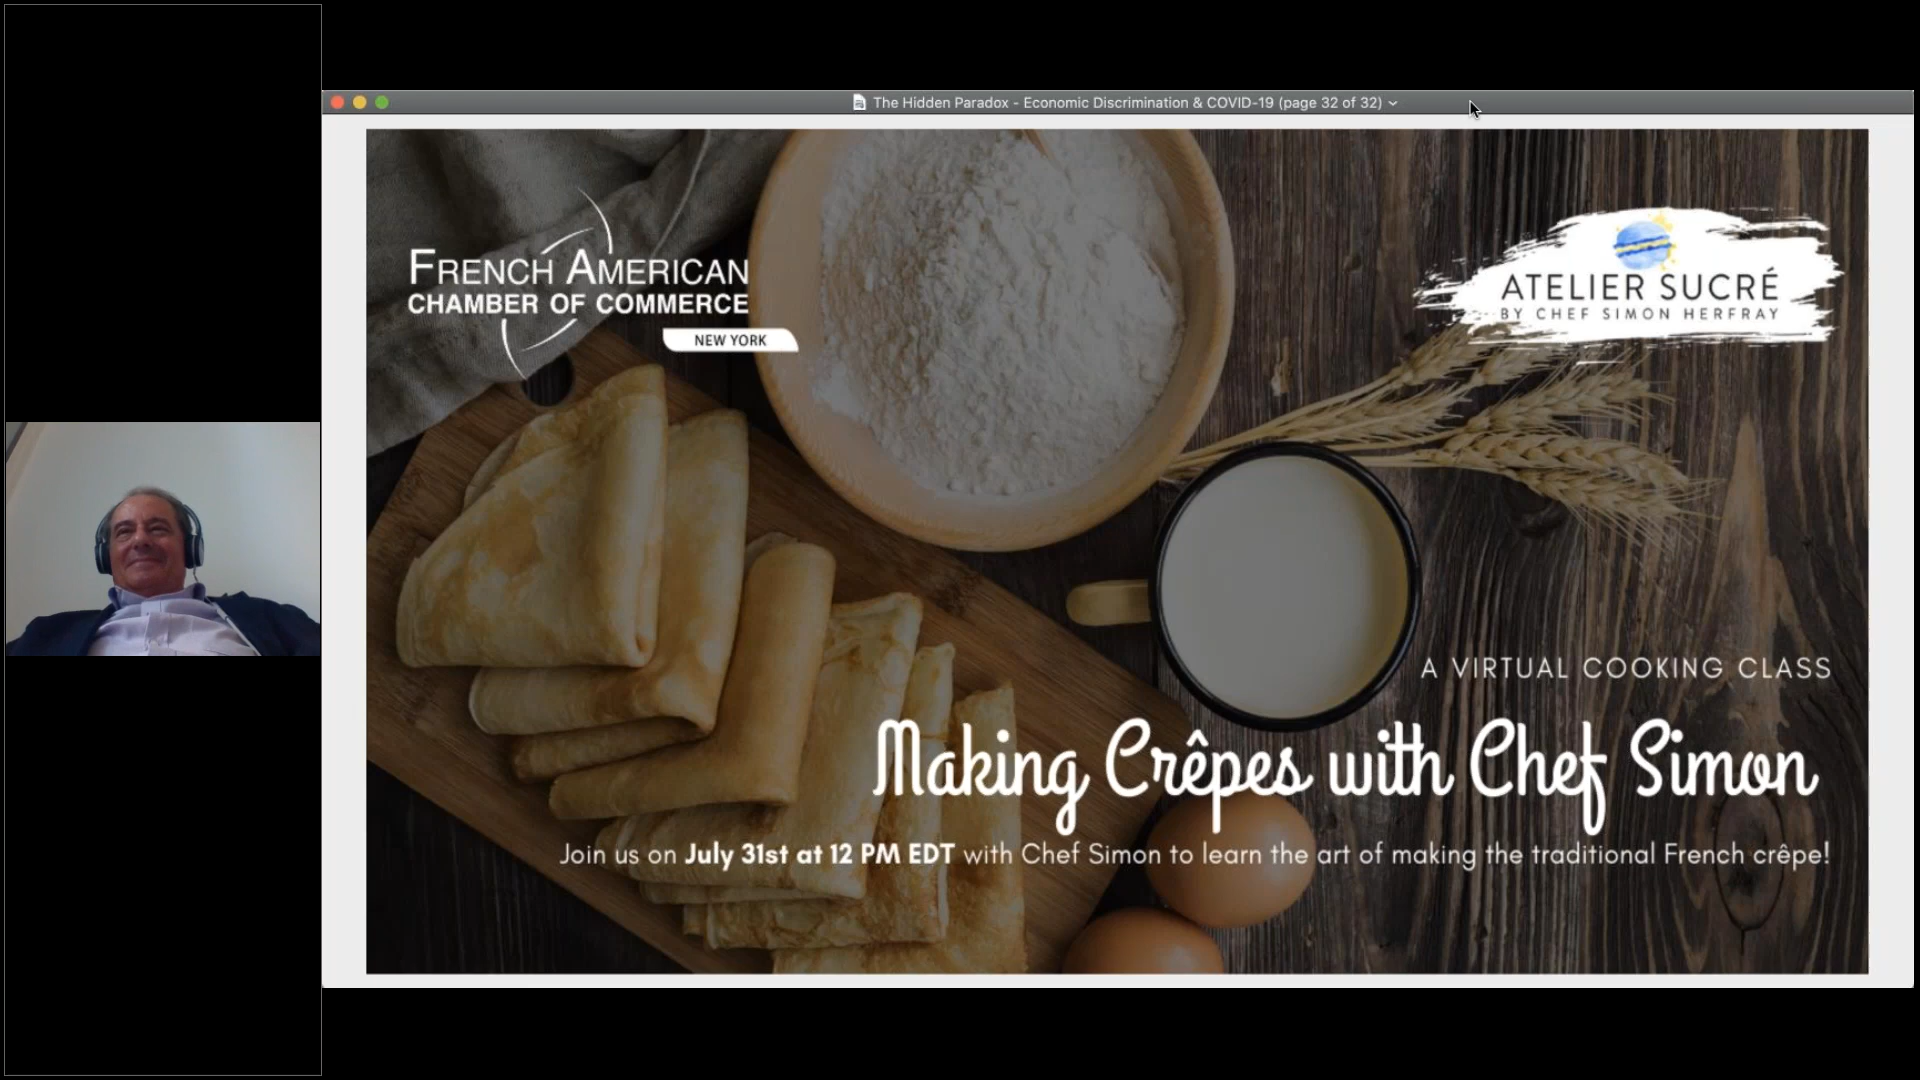 The Hidden Paradox - Economic Discrimination & COVID-19 (page 32 of 32)
FRENCH AMERICAN
CHAMBER OF COMMERCE
NEW YORK
ATELIER SUCRÉ
BY CHEF SIMON HERFRAY
A VIRTUAL COOKING CLASS
Making Crêpes with Chef Simon
Join us on July 31st at 12 PM EDT with Chef Simon to learn the art of making the traditional French crêpe!